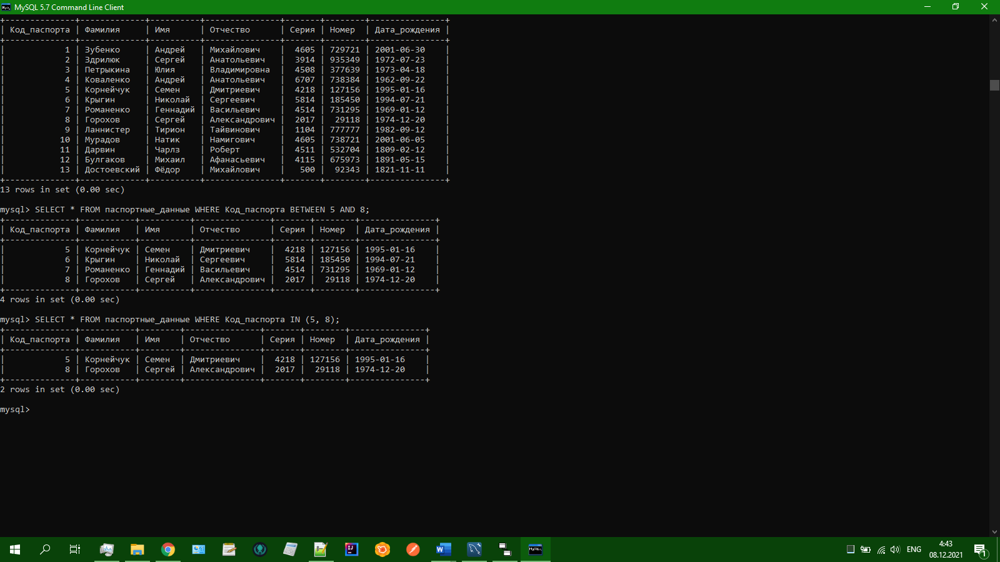 MySQL 5.7 Command Line Client
+--------------+-------------+----------+---------------+-------+--------+---------------+
| Код_паспорта | Фамилия     | Имя      | Отчество      | Серия | Номер  | Дата_рождения |
+--------------+-------------+----------+---------------+-------+--------+---------------+
|            1 | Зубенко     | Андрей   | Михайлович    |  4605 | 729721 | 2001-06-30    |
|            2 | Здрилюк     | Сергей   | Анатольевич   |  3914 | 935349 | 1972-07-23    |
|            3 | Петрыкина   | Юлия     | Владимировна  |  4508 | 377639 | 1973-04-18    |
|            4 | Коваленко   | Андрей   | Анатольевич   |  6707 | 738384 | 1962-09-22    |
|            5 | Корнейчук   | Семен    | Дмитриевич    |  4218 | 127156 | 1995-01-16    |
|            6 | Крыгин      | Николай  | Сергеевич     |  5814 | 185450 | 1994-07-21    |
|            7 | Романенко   | Геннадий | Васильевич    |  4514 | 731295 | 1969-01-12    |
|            8 | Горохов     | Сергей   | Александрович |  2017 |  29118 | 1974-12-20    |
|            9 | Ланнистер   | Тирион   | Тайвинович    |  1104 | 777777 | 1982-09-12    |
|           10 | Мурадов     | Натик    | Намигович     |  4605 | 738721 | 2001-06-05    |
|           11 | Дарвин      | Чарлз    | Роберт        |  4511 | 532704 | 1809-02-12    |
|           12 | Булгаков    | Михаил   | Афанасьевич   |  4115 | 675973 | 1891-05-15    |
|           13 | Достоевский | Фёдор    | Михайлович    |   500 |  92343 | 1821-11-11    |
+--------------+-------------+----------+---------------+-------+--------+---------------+
13 rows in set (0.00 sec)
mysql> SELECT * FROM паспортные_данные WHERE Код_паспорта BETWEEN 5 AND 8;
+--------------+-----------+----------+---------------+-------+--------+---------------+
| Код_паспорта | Фамилия   | Имя      | Отчество      | Серия | Номер  | Дата_рождения |
+--------------+-----------+----------+---------------+-------+--------+---------------+
|            5 | Корнейчук | Семен    | Дмитриевич    |  4218 | 127156 | 1995-01-16    |
|            6 | Крыгин    | Николай  | Сергеевич     |  5814 | 185450 | 1994-07-21    |
|            7 | Романенко | Геннадий | Васильевич    |  4514 | 731295 | 1969-01-12    |
|            8 | Горохов   | Сергей   | Александрович |  2017 |  29118 | 1974-12-20    |
+--------------+-----------+----------+---------------+-------+--------+---------------+
4 rows in set (0.00 sec)
mysql> SELECT * FROM паспортные_данные WHERE Код_паспорта IN (5, 8);
+--------------+-----------+--------+---------------+-------+--------+---------------+
| Код_паспорта | Фамилия   | Имя    | Отчество      | Серия | Номер  | Дата_рождения |
+--------------+-----------+--------+---------------+-------+--------+---------------+
|            5 | Корнейчук | Семен  | Дмитриевич    |  4218 | 127156 | 1995-01-16    |
|            8 | Горохов   | Сергей | Александрович |  2017 |  29118 | 1974-12-20    |
+--------------+-----------+--------+---------------+-------+--------+---------------+
2 rows in set (0.00 sec)
mysql>
ENG
4:43
08.12.2021
1